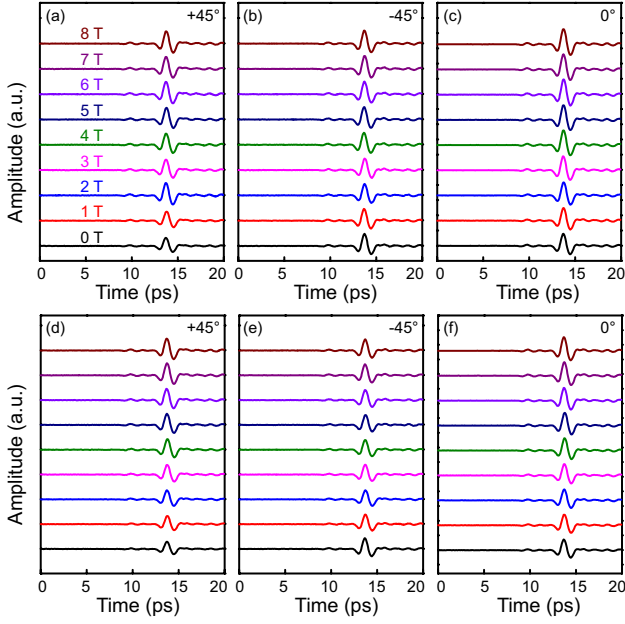 (a) +45°
8 T
7 T
6 T
5 T
4 T
3 T
2 T
1 T
0 T
0 5 10 15 20
Time (ps)
Amplitude (a.u.)
(b) -45°
0 5 10 15 20
Time (ps)
(c) 0°
0 5 10 15 20
Time (ps)
(d) +45°
0 5 10 15 20
Time (ps)
Amplitude (a.u.)
(e) -45°
0 5 10 15 20
Time (ps)
(f) 0°
0 5 10 15 20
Time (ps)